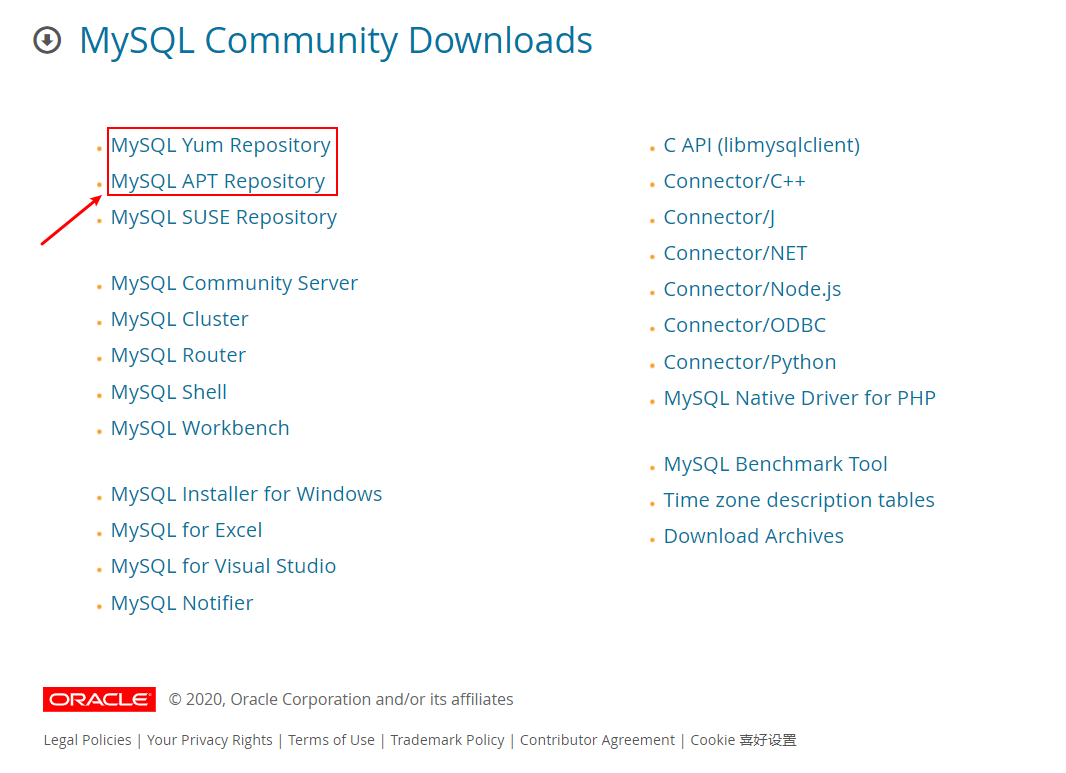 MySQL Community Downloads
MySQL Yum Repository
MySQL APT Repository
MySQL SUSE Repository
MySQL Community Server
MySQL Cluster
MySQL Router
MySQL Shell
MySQL Workbench
MySQL Installer for Windows
MySQL for Excel
MySQL for Visual Studio
MySQL Notifier
C API (libmysqlclient)
Connector/C++
Connector/J
Connector/NET
Connector/Node.js
Connector/ODBC
Connector/Python
MySQL Native Driver for PHP
MySQL Benchmark Tool
Time zone description tables
Download Archives
ORACLE® © 2020, Oracle Corporation and/or its affiliates
Legal Policies | Your Privacy Rights | Terms of Use | Trademark Policy | Contributor Agreement | Cookie 喜好设置